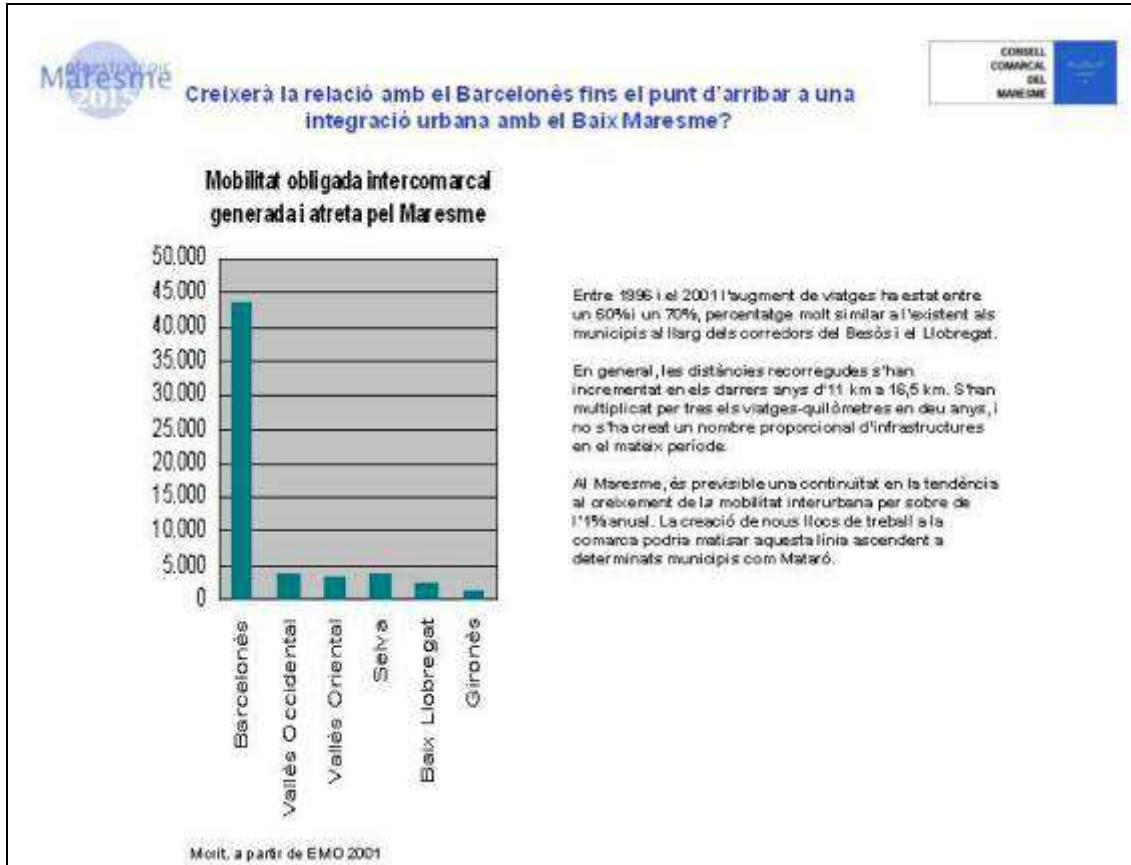 plaestratègic
Maresme
2015
CONSELL
COMARCAL
DEL
MARESME
Creixerà la relació amb el Barcelonès fins el punt d'arribar a una
integració urbana amb el Baix Maresme?
Mobilitat obligada intercomarcal
generada i atreta pel Maresme
50.000
45.000
40.000
35.000
30.000
25.000
20.000
15.000
10.000
5.000
0
Barcelonès
Vallès Occidental
Vallès Oriental
Selva
Baix Llobregat
Gironès
Entre 1996 i el 2001 l'augment de viatges ha estat entre
un 60% i un 70%, percentatge molt similar a l'existent als
municipis al llarg dels corredors del Besòs i el Llobregat.
En general, les distàncies recorregudes s'han
incrementat en els darrers anys d'11 km a 16,5 km. S'han
multiplicat per tres els viatges-quilòmetres en deu anys, i
no s'ha creat un nombre proporcional d'infrastructures
en el mateix període.
Al Maresme, és previsible una continuïtat en la tendència
al creixement de la mobilitat interurbana per sobre de
l'1% anual. La creació de nous llocs de treball a la
comarca podria matisar aquesta línia ascendent a
determinats municipis com Mataró.
Morit, a partir de EMO 2001